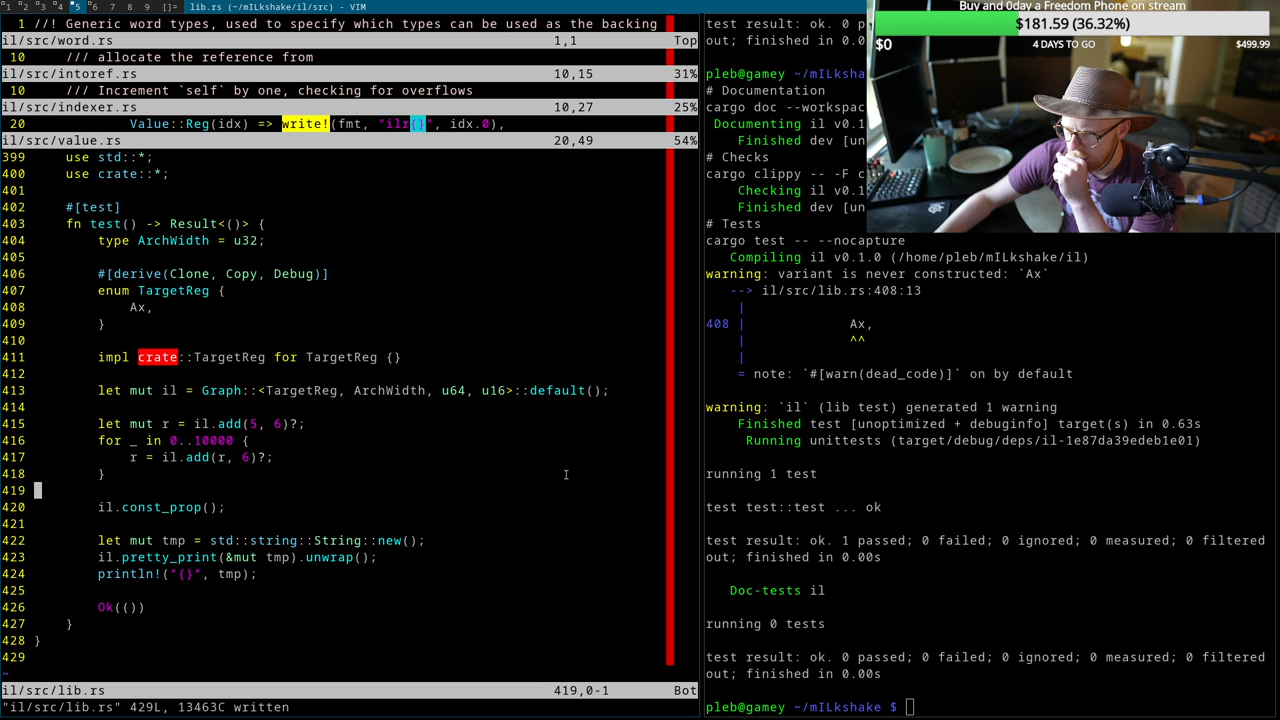 1 2 3 4 5 6 7 8 9 []= lib.rs (~/mILkshake/il/src) - VIM
1 //! Generic word types, used to specify which types can be used as the backing
il/src/word.rs 1,1 Top
10 /// allocate the reference from
il/src/intoref.rs 10,15 31%
10 /// Increment `self` by one, checking for overflows
il/src/indexer.rs 10,27 25%
20 Value::Reg(idx) => write!(fmt, "ilr{}", idx.0),
il/src/value.rs 20,49 54%
399 use std::*;
400 use crate::*;
401
402 #[test]
403 fn test() -> Result<()> {
404 type ArchWidth = u32;
405
406 #[derive(Clone, Copy, Debug)]
407 enum TargetReg {
408 Ax,
409 }
410
411 impl crate::TargetReg for TargetReg {}
412
413 let mut il = Graph::<TargetReg, ArchWidth, u64, u16>::default();
414
415 let mut r = il.add(5, 6)?;
416 for _ in 0..10000 {
417 r = il.add(r, 6)?;
418 }
419
420 il.const_prop();
421
422 let mut tmp = std::string::String::new();
423 il.pretty_print(&mut tmp).unwrap();
424 println!("{}", tmp);
425
426 Ok(())
427 }
428 }
429
~
il/src/lib.rs 419,0-1 Bot
"il/src/lib.rs" 429L, 13463C written
test result: ok. 0 p
out; finished in 0.0
pleb@gamey ~/mILksha
# Documentation
cargo doc --workspac
Documenting il v0.1
Finished dev [un
# Checks
cargo clippy -- -F c
Checking il v0.1
Finished dev [un
# Tests
cargo test -- --nocapture
Compiling il v0.1.0 (/home/pleb/mILkshake/il)
warning: variant is never constructed: `Ax`
--> il/src/lib.rs:408:13
|
408 | Ax,
| ^^
|
= note: `#[warn(dead_code)]` on by default
warning: `il` (lib test) generated 1 warning
Finished test [unoptimized + debuginfo] target(s) in 0.63s
Running unittests (target/debug/deps/il-1e87da39edeb1e01)
running 1 test
test test::test ... ok
test result: ok. 1 passed; 0 failed; 0 ignored; 0 measured; 0 filtered
out; finished in 0.00s
Doc-tests il
running 0 tests
test result: ok. 0 passed; 0 failed; 0 ignored; 0 measured; 0 filtered
out; finished in 0.00s
pleb@gamey ~/mILkshake $
Buy and 0day a Freedom Phone on stream
$181.59 (36.32%)
$0 4 DAYS TO GO $499.99